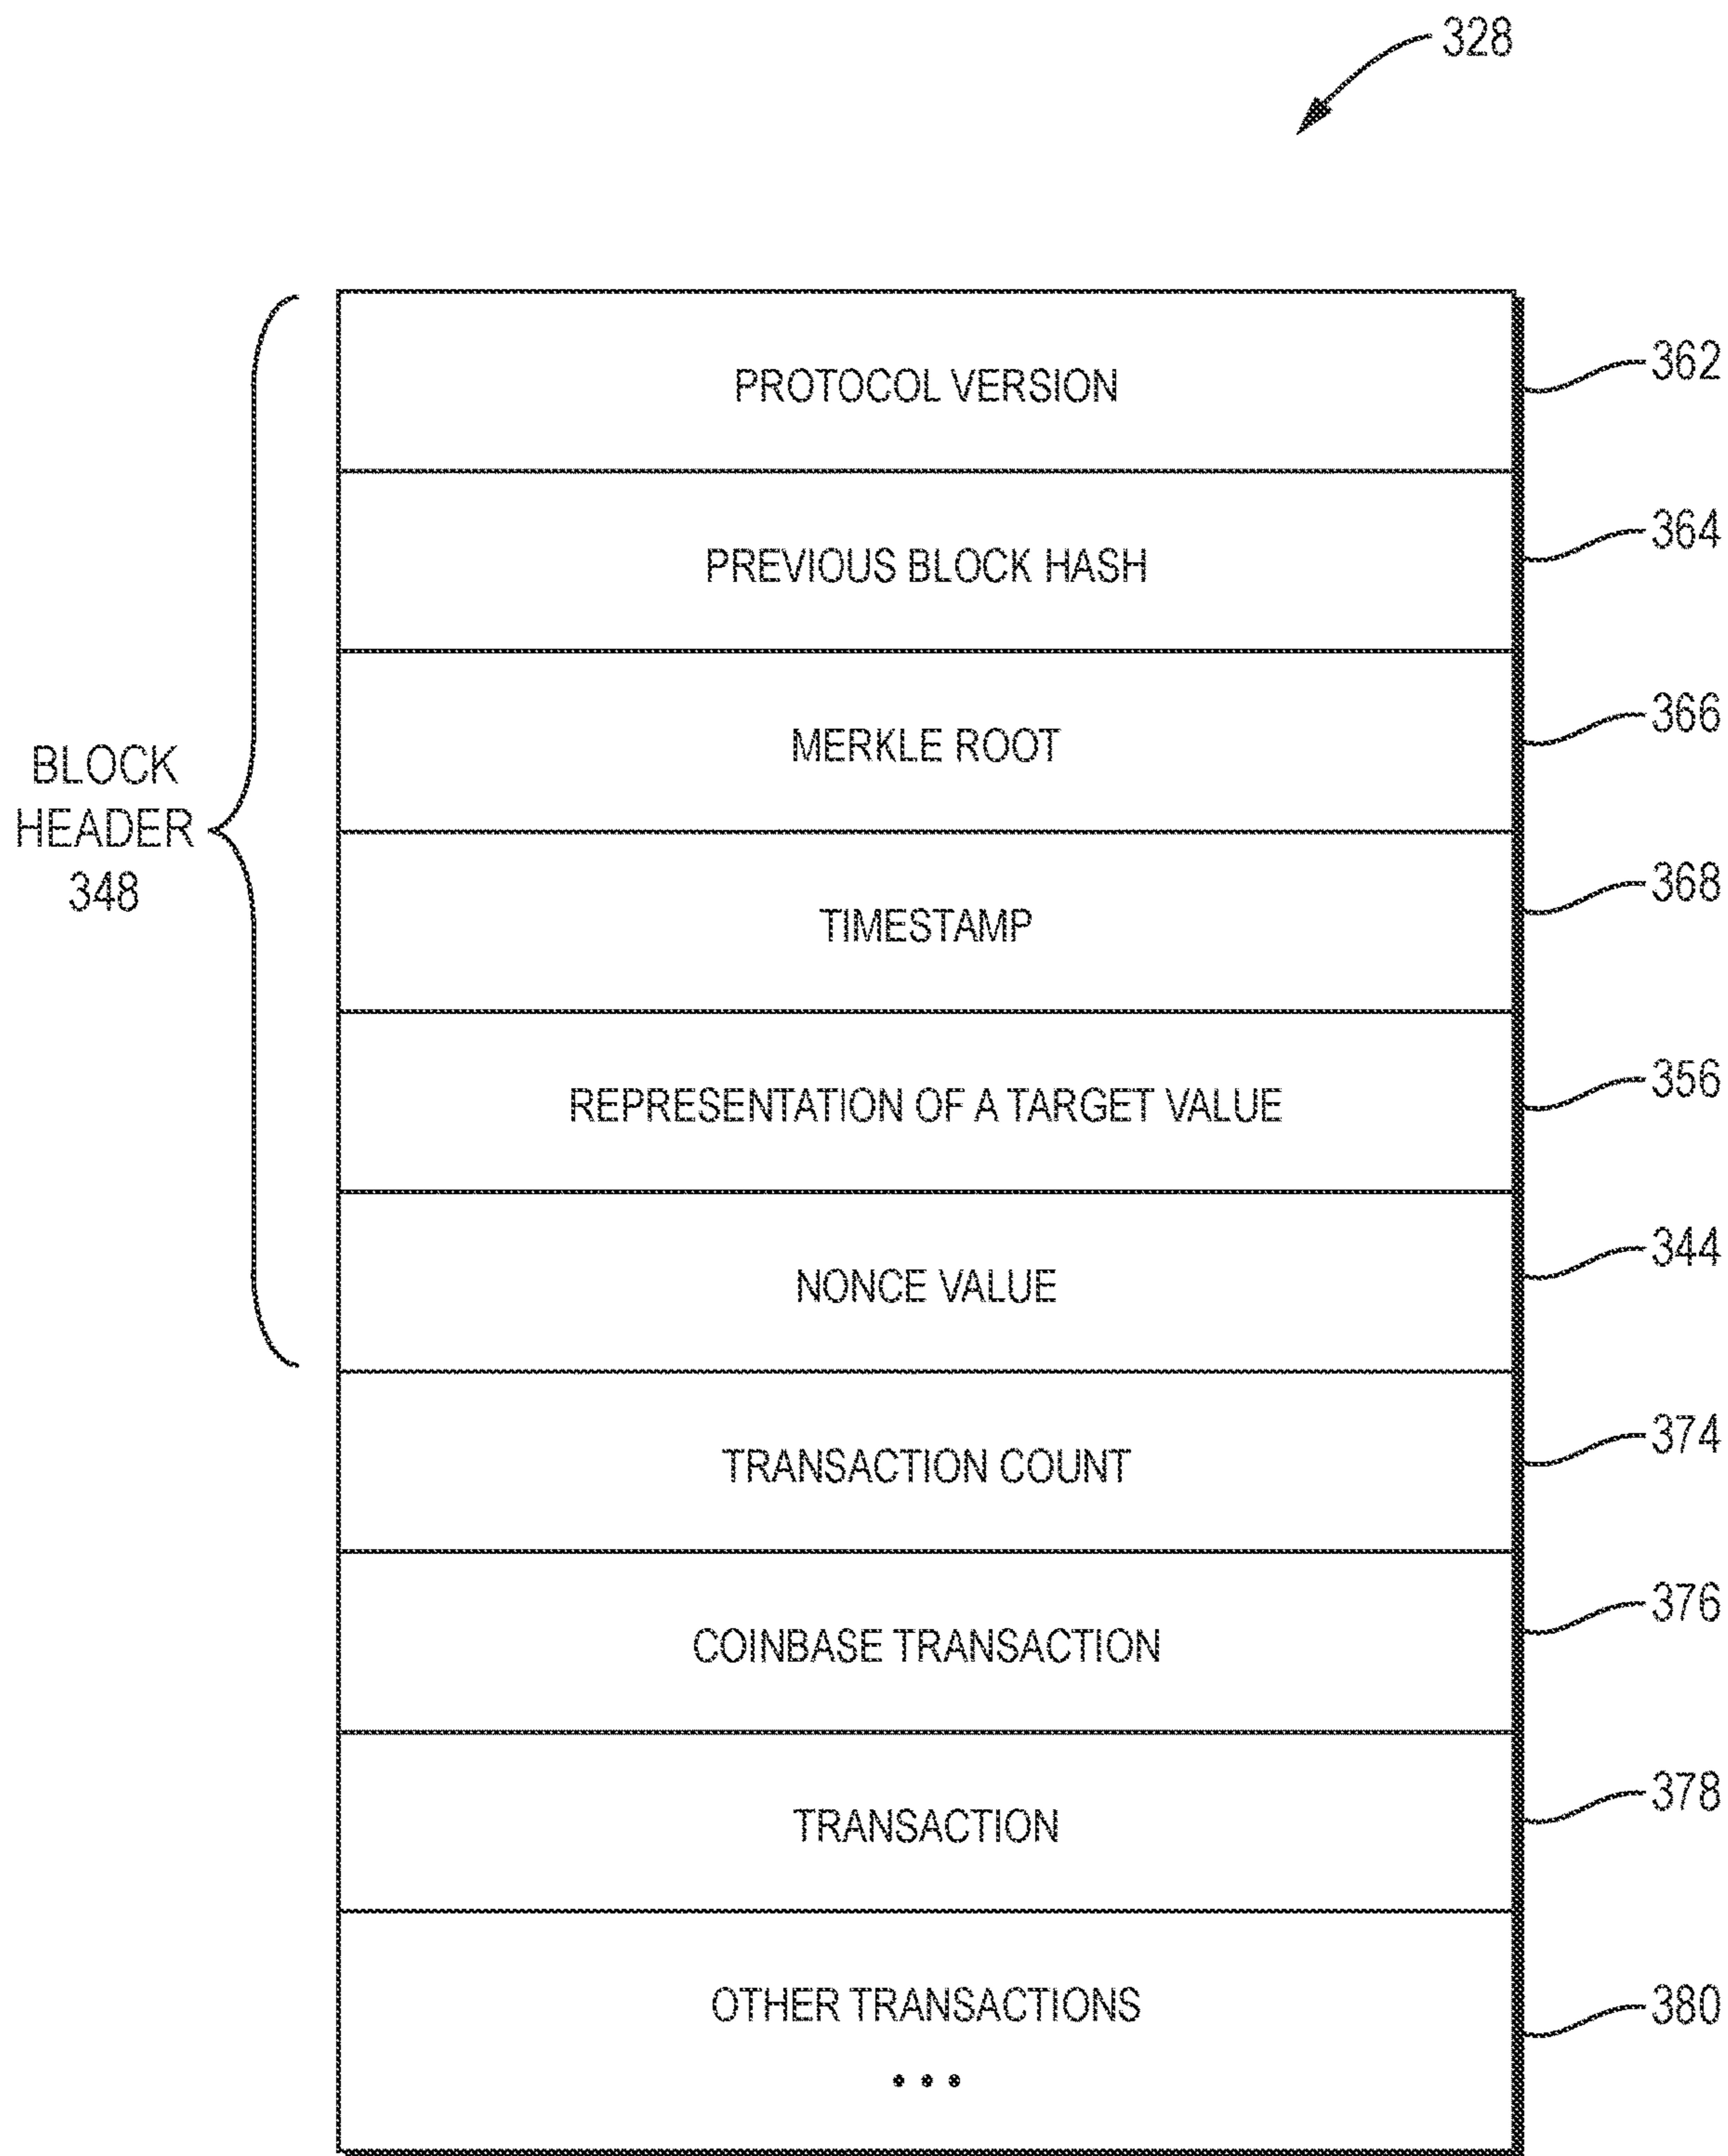 328
PROTOCOL VERSION
362
PREVIOUS BLOCK HASH
364
MERKLE ROOT
366
BLOCK
HEADER
348
TIMESTAMP
368
REPRESENTATION OF A TARGET VALUE
356
NONCE VALUE
344
TRANSACTION COUNT
374
COINBASE TRANSACTION
376
TRANSACTION
378
OTHER TRANSACTIONS
380
• • •